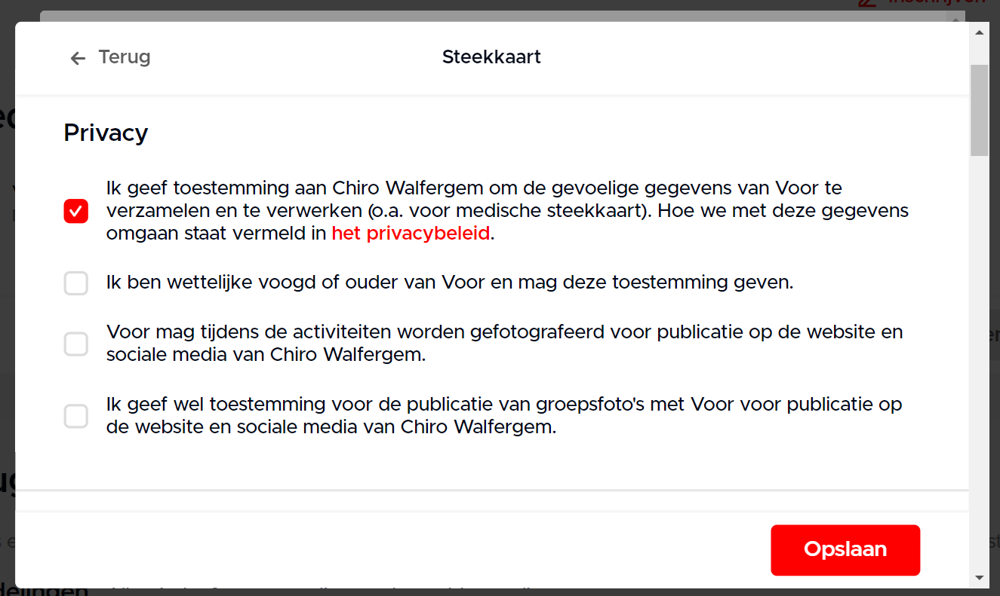 Inschrijven
Terug
Steekkaart
Privacy
Ik geef toestemming aan Chiro Walfergem om de gevoelige gegevens van Voor te
verzamelen en te verwerken (o.a. voor medische steekkaart). Hoe we met deze gegevens
omgaan staat vermeld in het privacybeleid.
Ik ben wettelijke voogd of ouder van Voor en mag deze toestemming geven.
Voor mag tijdens de activiteiten worden gefotografeerd voor publicatie op de website en
sociale media van Chiro Walfergem.
Ik geef wel toestemming voor de publicatie van groepsfoto's met Voor voor publicatie op
de website en sociale media van Chiro Walfergem.
Opslaan